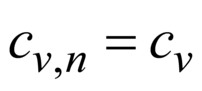 c_{v,n} = c_v